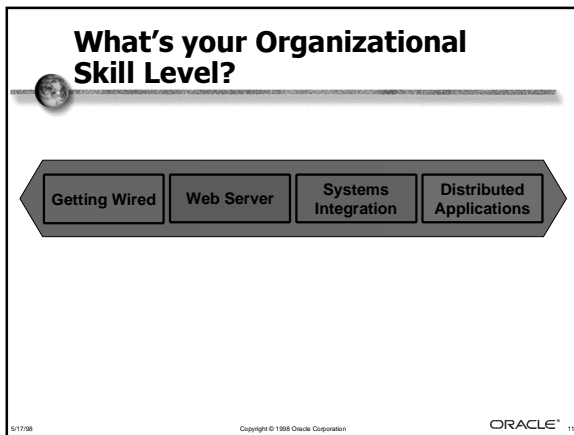 What's your Organizational
Skill Level?
Getting Wired
Web Server
Systems
Integration
Distributed
Applications
5/17/98
Copyright © 1998 Oracle Corporation
ORACLE®
11